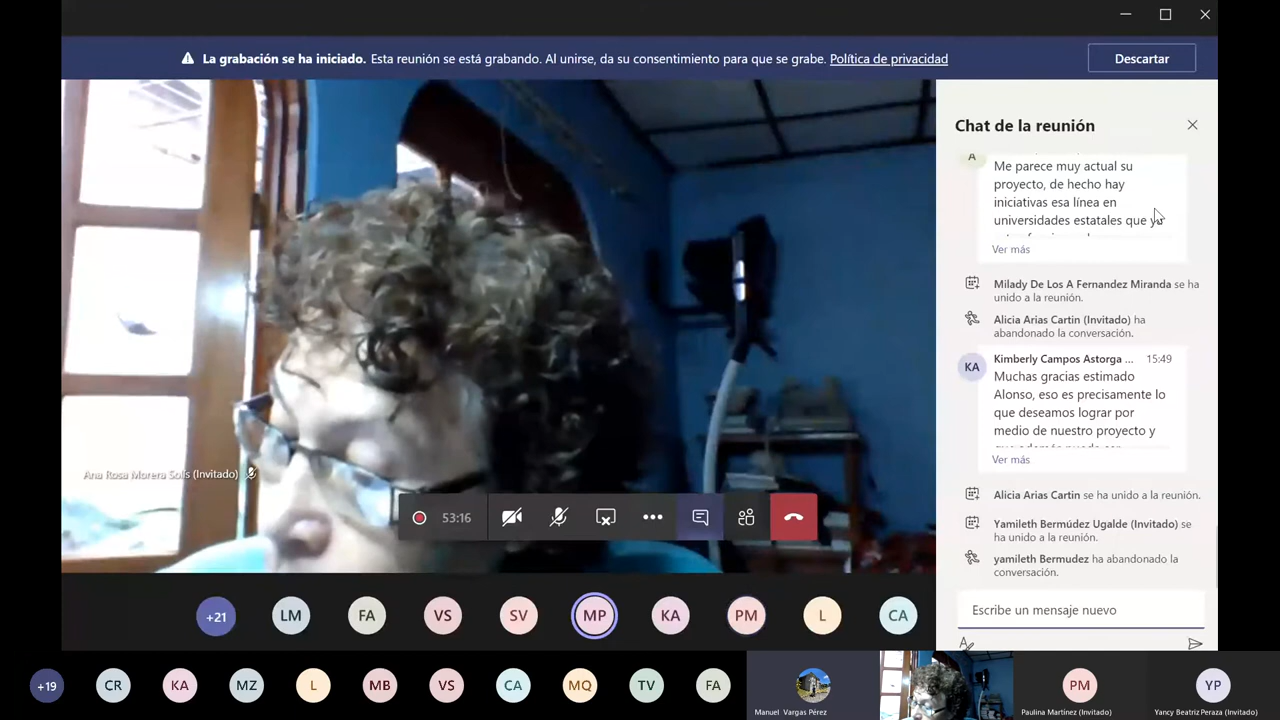 La grabación se ha iniciado. Esta reunión se está grabando. Al unirse, da su consentimiento para que se grabe. Política de privacidad
Descartar
Chat de la reunión
A
Me parece muy actual su
proyecto, de hecho hay
iniciativas esa línea en
universidades estatales que
Ver más
Milady De Los A Fernandez Miranda se ha
unido a la reunión.
Alicia Arias Cartin (Invitado) ha
abandonado la conversación.
KA
Kimberly Campos Astorga ... 15:49
Muchas gracias estimado
Alonso, eso es precisamente lo
que deseamos lograr por
medio de nuestro proyecto y
Ver más
Alicia Arias Cartin se ha unido a la reunión.
Yamileth Bermúdez Ugalde (Invitado) se
ha unido a la reunión.
yamileth Bermudez ha abandonado la
conversación.
Escribe un mensaje nuevo
Ana Rosa Morera Solis (Invitado)
53:16
+21 LM FA VS SV MP KA PM L CA
+19 CR KA MZ L MB VS CA MQ TV FA PM YP
Manuel Vargas Pérez
Paulina Martínez (Invitado)
Yancy Beatriz Peraza (Invitado)